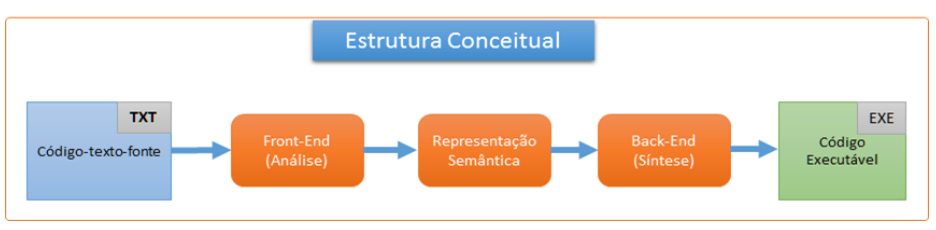 Estrutura Conceitual
TXT
Código-texto-fonte
Front-End
(Análise)
Representação
Semântica
Back-End
(Síntese)
EXE
Código
Executável